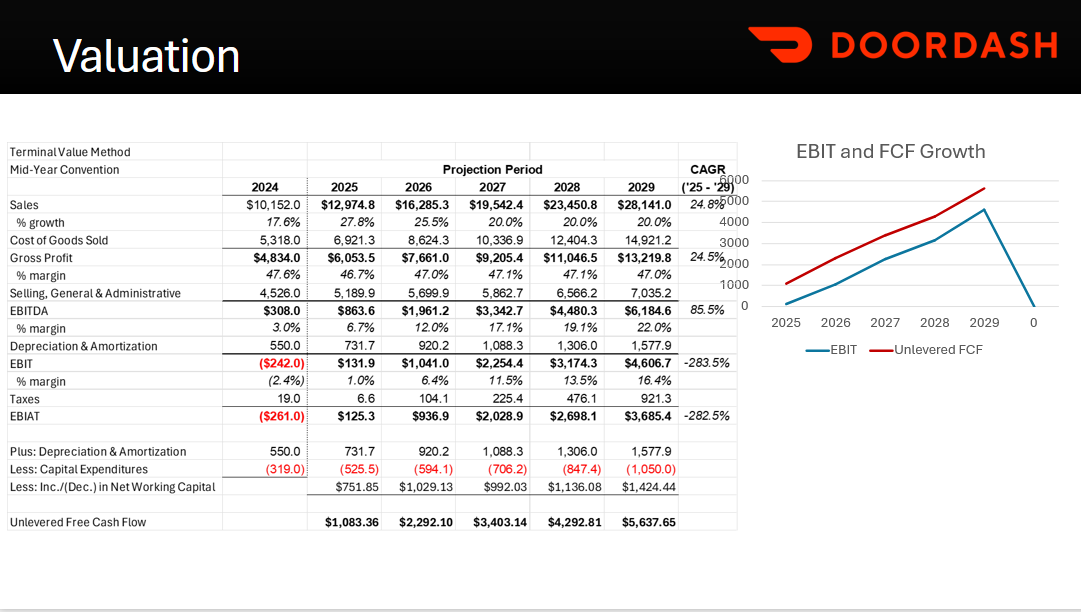 Valuation
DOORDASH
Terminal Value Method
Mid-Year Convention Projection Period CAGR
2024 2025 2026 2027 2028 2029 ('25 - '29)
Sales $10,152.0 $12,974.8 $16,285.3 $19,542.4 $23,450.8 $28,141.0 24.8%
% growth 17.6% 27.8% 25.5% 20.0% 20.0% 20.0%
Cost of Goods Sold 5,318.0 6,921.3 8,624.3 10,336.9 12,404.3 14,921.2
Gross Profit $4,834.0 $6,053.5 $7,661.0 $9,205.4 $11,046.5 $13,219.8 24.5%
% margin 47.6% 46.7% 47.0% 47.1% 47.1% 47.0%
Selling, General & Administrative 4,526.0 5,189.9 5,699.9 5,862.7 6,566.2 7,035.2
EBITDA $308.0 $863.6 $1,961.2 $3,342.7 $4,480.3 $6,184.6 85.5%
% margin 3.0% 6.7% 12.0% 17.1% 19.1% 22.0%
Depreciation & Amortization 550.0 731.7 920.2 1,088.3 1,306.0 1,577.9
EBIT ($242.0) $131.9 $1,041.0 $2,254.4 $3,174.3 $4,606.7 -283.5%
% margin (2.4%) 1.0% 6.4% 11.5% 13.5% 16.4%
Taxes 19.0 6.6 104.1 225.4 476.1 921.3
EBIAT ($261.0) $125.3 $936.9 $2,028.9 $2,698.1 $3,685.4 -282.5%
Plus: Depreciation & Amortization 550.0 731.7 920.2 1,088.3 1,306.0 1,577.9
Less: Capital Expenditures (319.0) (525.5) (594.1) (706.2) (847.4) (1,050.0)
Less: Inc./(Dec.) in Net Working Capital $751.85 $1,029.13 $992.03 $1,136.08 $1,424.44
Unlevered Free Cash Flow $1,083.36 $2,292.10 $3,403.14 $4,292.81 $5,637.65
EBIT and FCF Growth
6000
5000
4000
3000
2000
1000
0
2025 2026 2027 2028 2029 0
EBIT Unlevered FCF